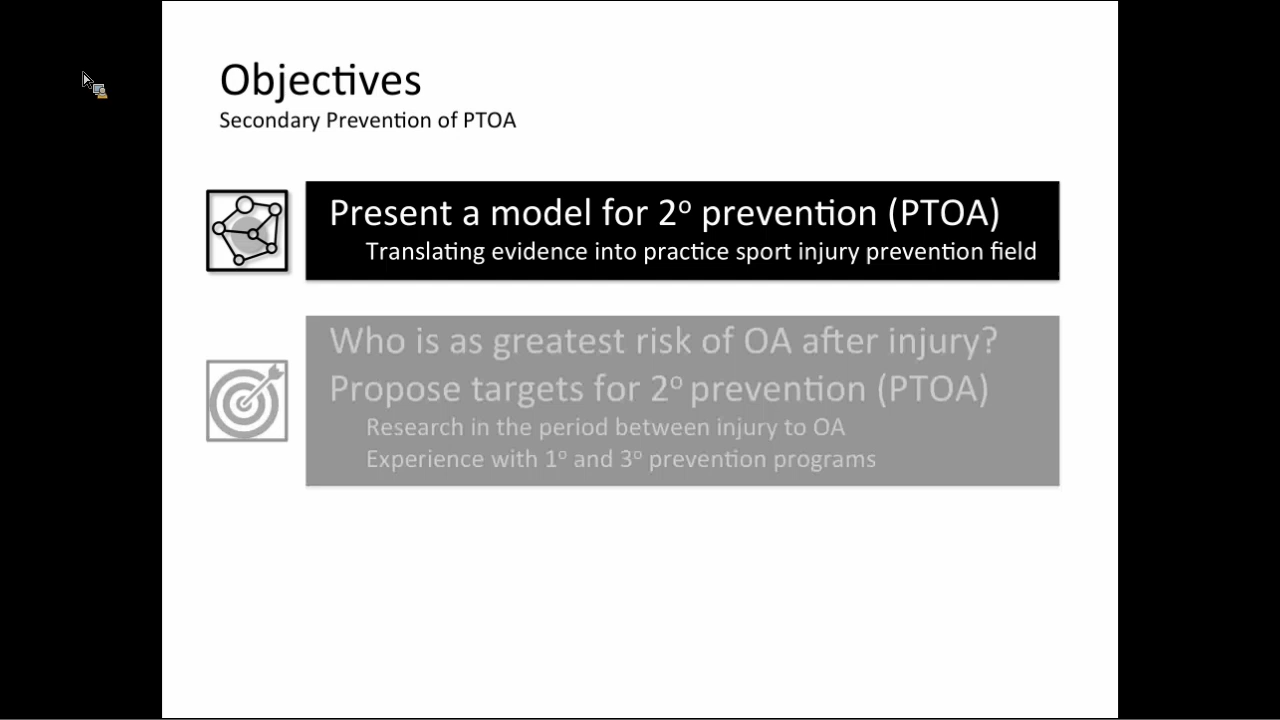 Objectives
Secondary Prevention of PTOA
Present a model for 2º prevention (PTOA)
Translating evidence into practice sport injury prevention field
Who is as greatest risk of OA after injury?
Propose targets for 2º prevention (PTOA)
Research in the period between injury to OA
Experience with 1º and 3º prevention programs